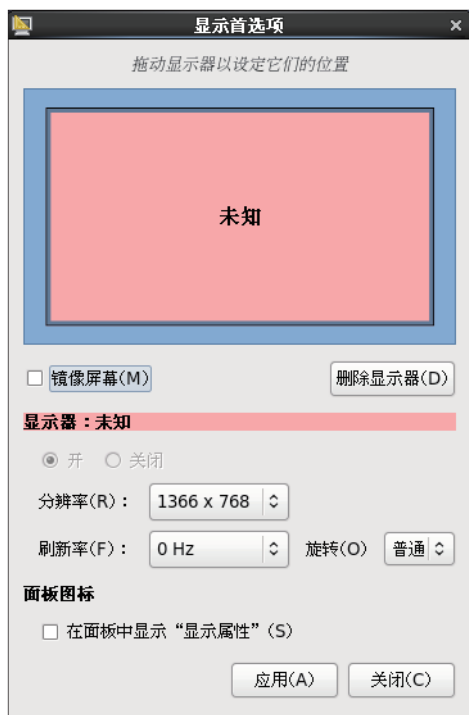 显示首选项
拖动显示器以设定它们的位置
未知
镜像屏幕(M) 删除显示器(D)
显示器：未知
开 关闭
分辨率(R)： 1366 x 768
刷新率(F)： 0 Hz 旋转(O) 普通
面板图标
在面板中显示“显示属性”(S)
应用(A) 关闭(C)